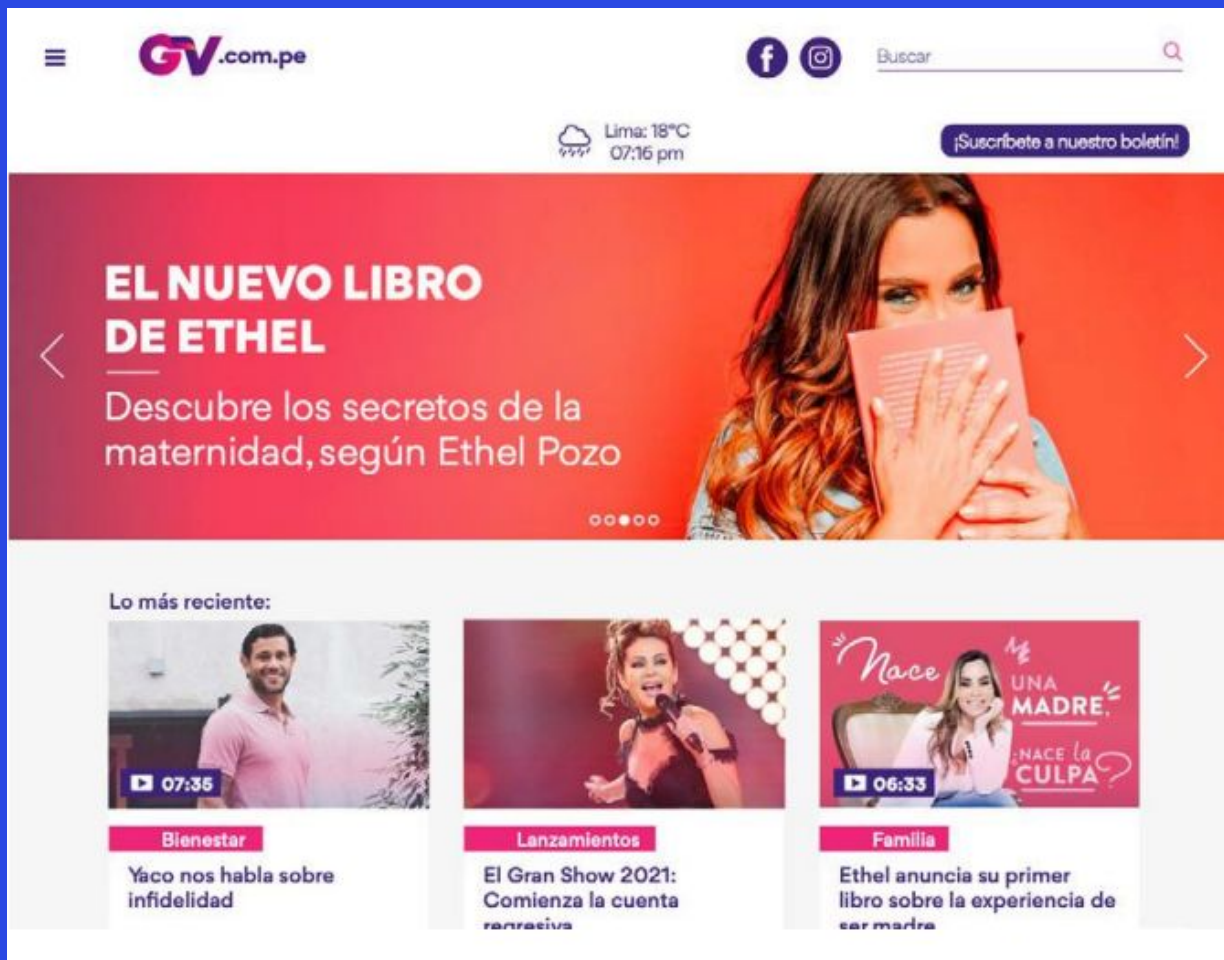 GV.com.pe
Buscar
Lima: 18°C
07:16 pm
¡Suscríbete a nuestro boletín!
EL NUEVO LIBRO
DE ETHEL
Descubre los secretos de la
maternidad, según Ethel Pozo
Lo más reciente:
07:35
Bienestar
Yaco nos habla sobre
infidelidad
Lanzamientos
El Gran Show 2021:
Comienza la cuenta
regresiva
Nace
UNA
MADRE,
¿NACE la
CULPA?
06:33
Familia
Ethel anuncia su primer
libro sobre la experiencia de
ser madre